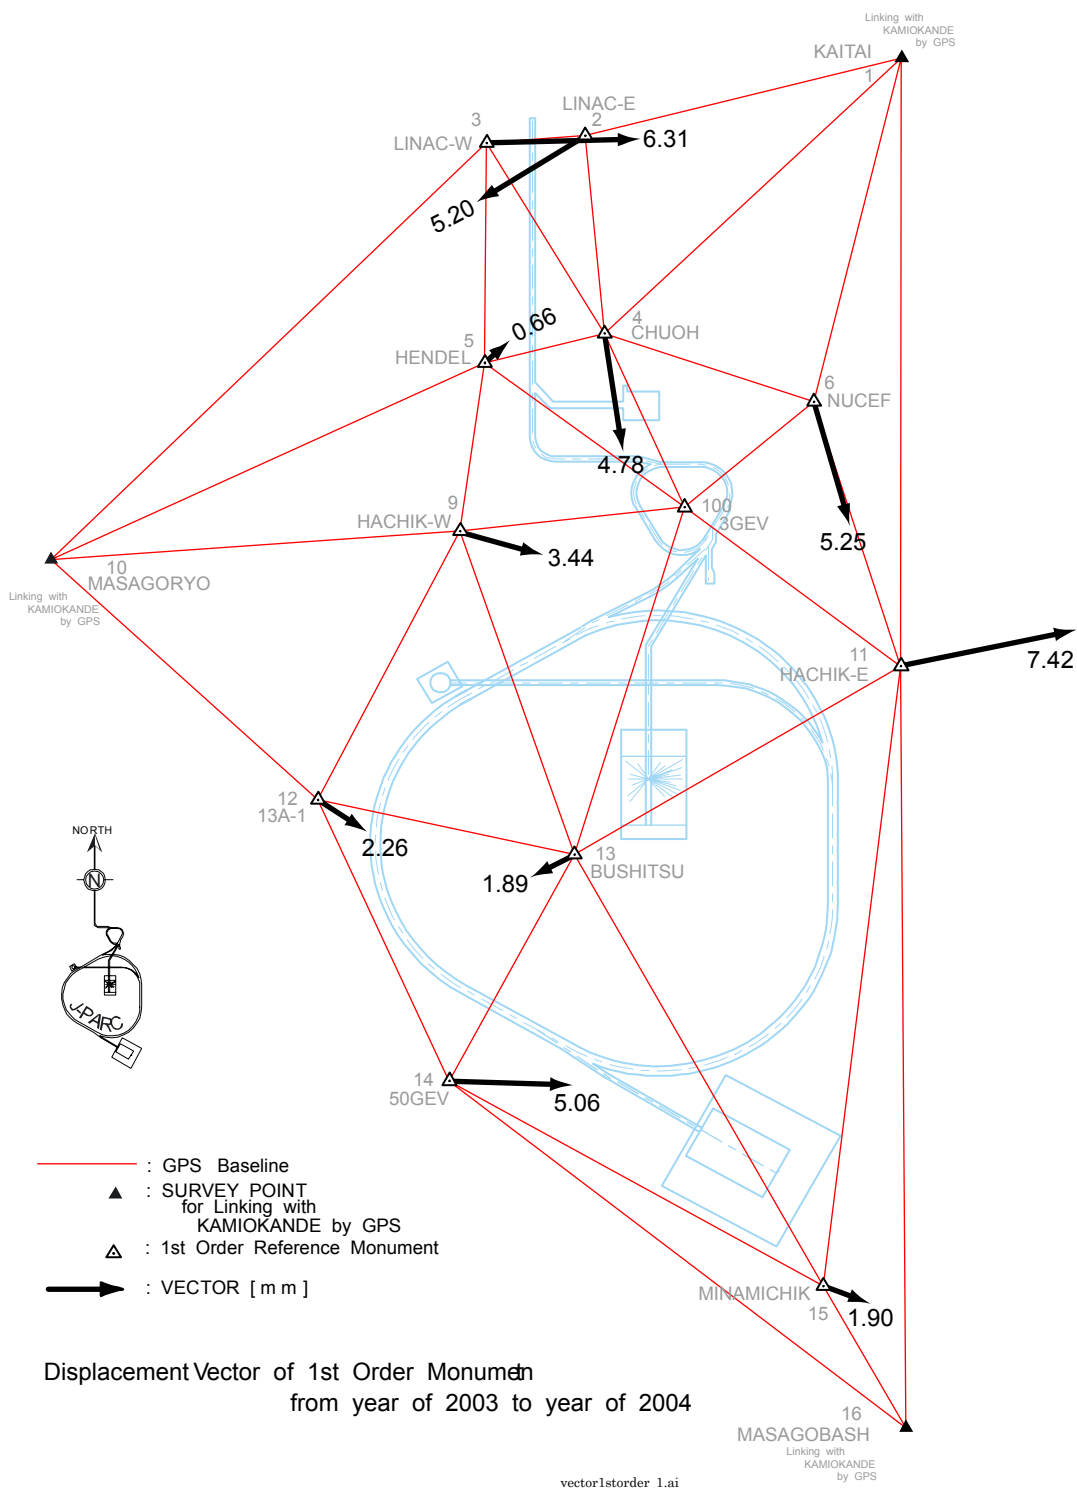 Linking with
KAMIOKANDE
by GPS
KAITAI
1
LINAC-E
2
3
LINAC-W
6.31
5.20
0.66
4
CHUOH
5
HENDEL
6
NUCEF
4.78
100
3GEV
9
HACHIK-W
5.25
3.44
10
MASAGORYO
Linking with
KAMIOKANDE
by GPS
11
HACHIK-E
7.42
12
13A-1
2.26
13
BUSHITSU
1.89
NORTH
N
J-PARC
14
50GEV
5.06
: GPS Baseline
: SURVEY POINT
for Linking with
KAMIOKANDE by GPS
: 1st Order Reference Monument
: VECTOR [mm]
MINAMICHIK
15
1.90
Displacement Vector of 1st Order Monumetn
from year of 2003 to year of 2004
16
MASAGOBASH
Linking with
KAMIOKANDE
by GPS
vector1storder 1.ai